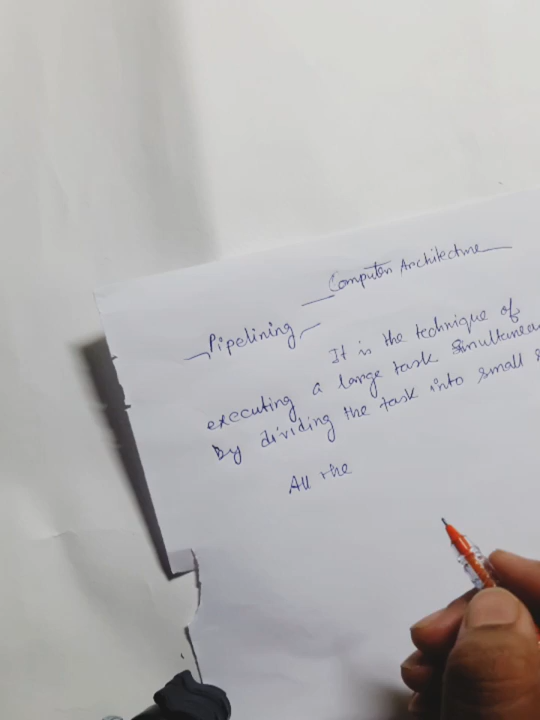 Computer Architecture
Pipelining
It is the technique of
executing a large task
by dividing the task into small
All the